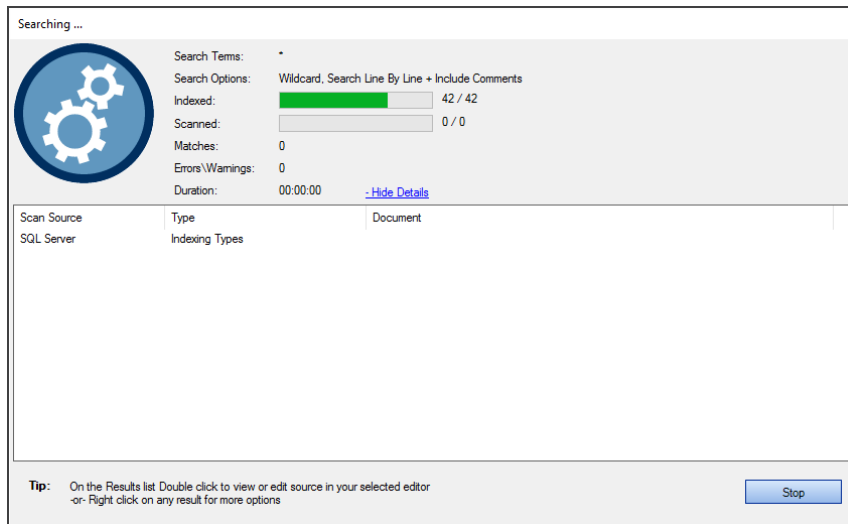 Searching ...
Search Terms: *
Search Options: Wildcard, Search Line By Line + Include Comments
Indexed: 42 / 42
Scanned: 0 / 0
Matches: 0
Errors\Warnings: 0
Duration: 00:00:00 - Hide Details
Scan Source Type Document
SQL Server Indexing Types
Tip: On the Results list Double click to view or edit source in your selected editor
-or- Right click on any result for more options
Stop